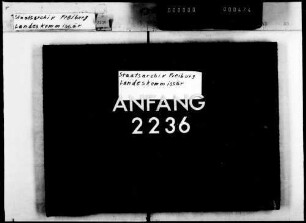 Staatsarchiv Freiburg
Landeskommissär
Staatsarchiv Freiburg
Landeskommissär
ANFANG
2236